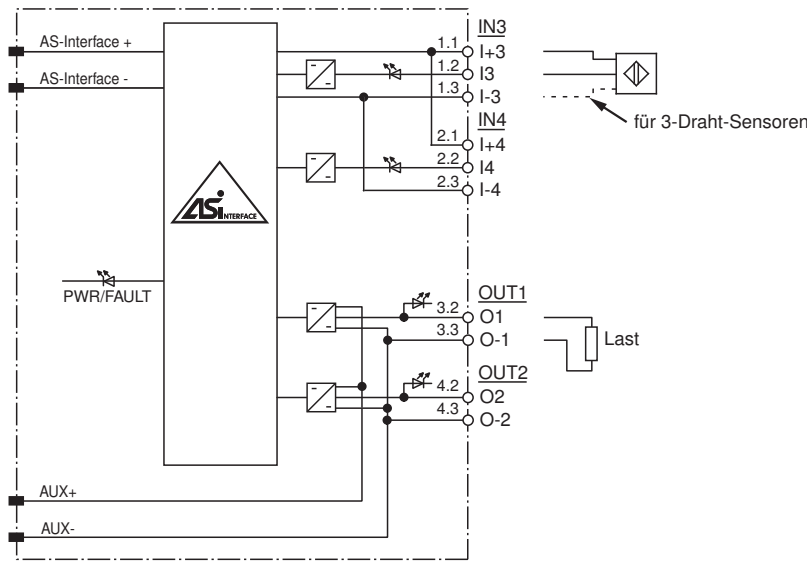 IN3
AS-Interface +
1.1
I+3
1.2
I3
AS-Interface -
1.3
I-3
IN4
für 3-Draht-Sensoren
2.1
I+4
2.2
I4
2.3
I-4
ASi
INTERFACE
PWR/FAULT
OUT1
3.2
O1
3.3
O-1
Last
OUT2
4.2
O2
4.3
O-2
AUX+
AUX-